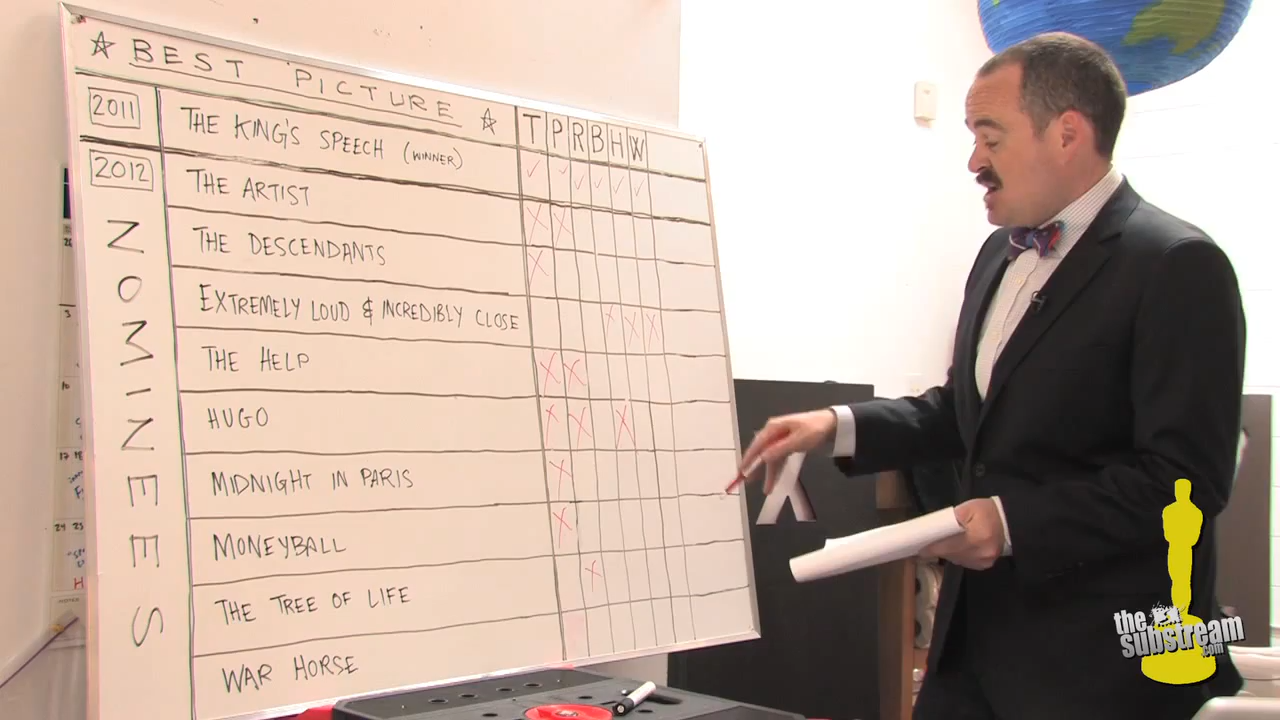 ☆ BEST PICTURE ☆
T P R B H W
2011 THE KING'S SPEECH (WINNER)
2012 THE ARTIST
NOMINEES
THE DESCENDANTS
EXTREMELY LOUD & INCREDIBLY CLOSE
THE HELP
HUGO
MIDNIGHT IN PARIS
MONEYBALL
THE TREE OF LIFE
WAR HORSE
the
substream
.com